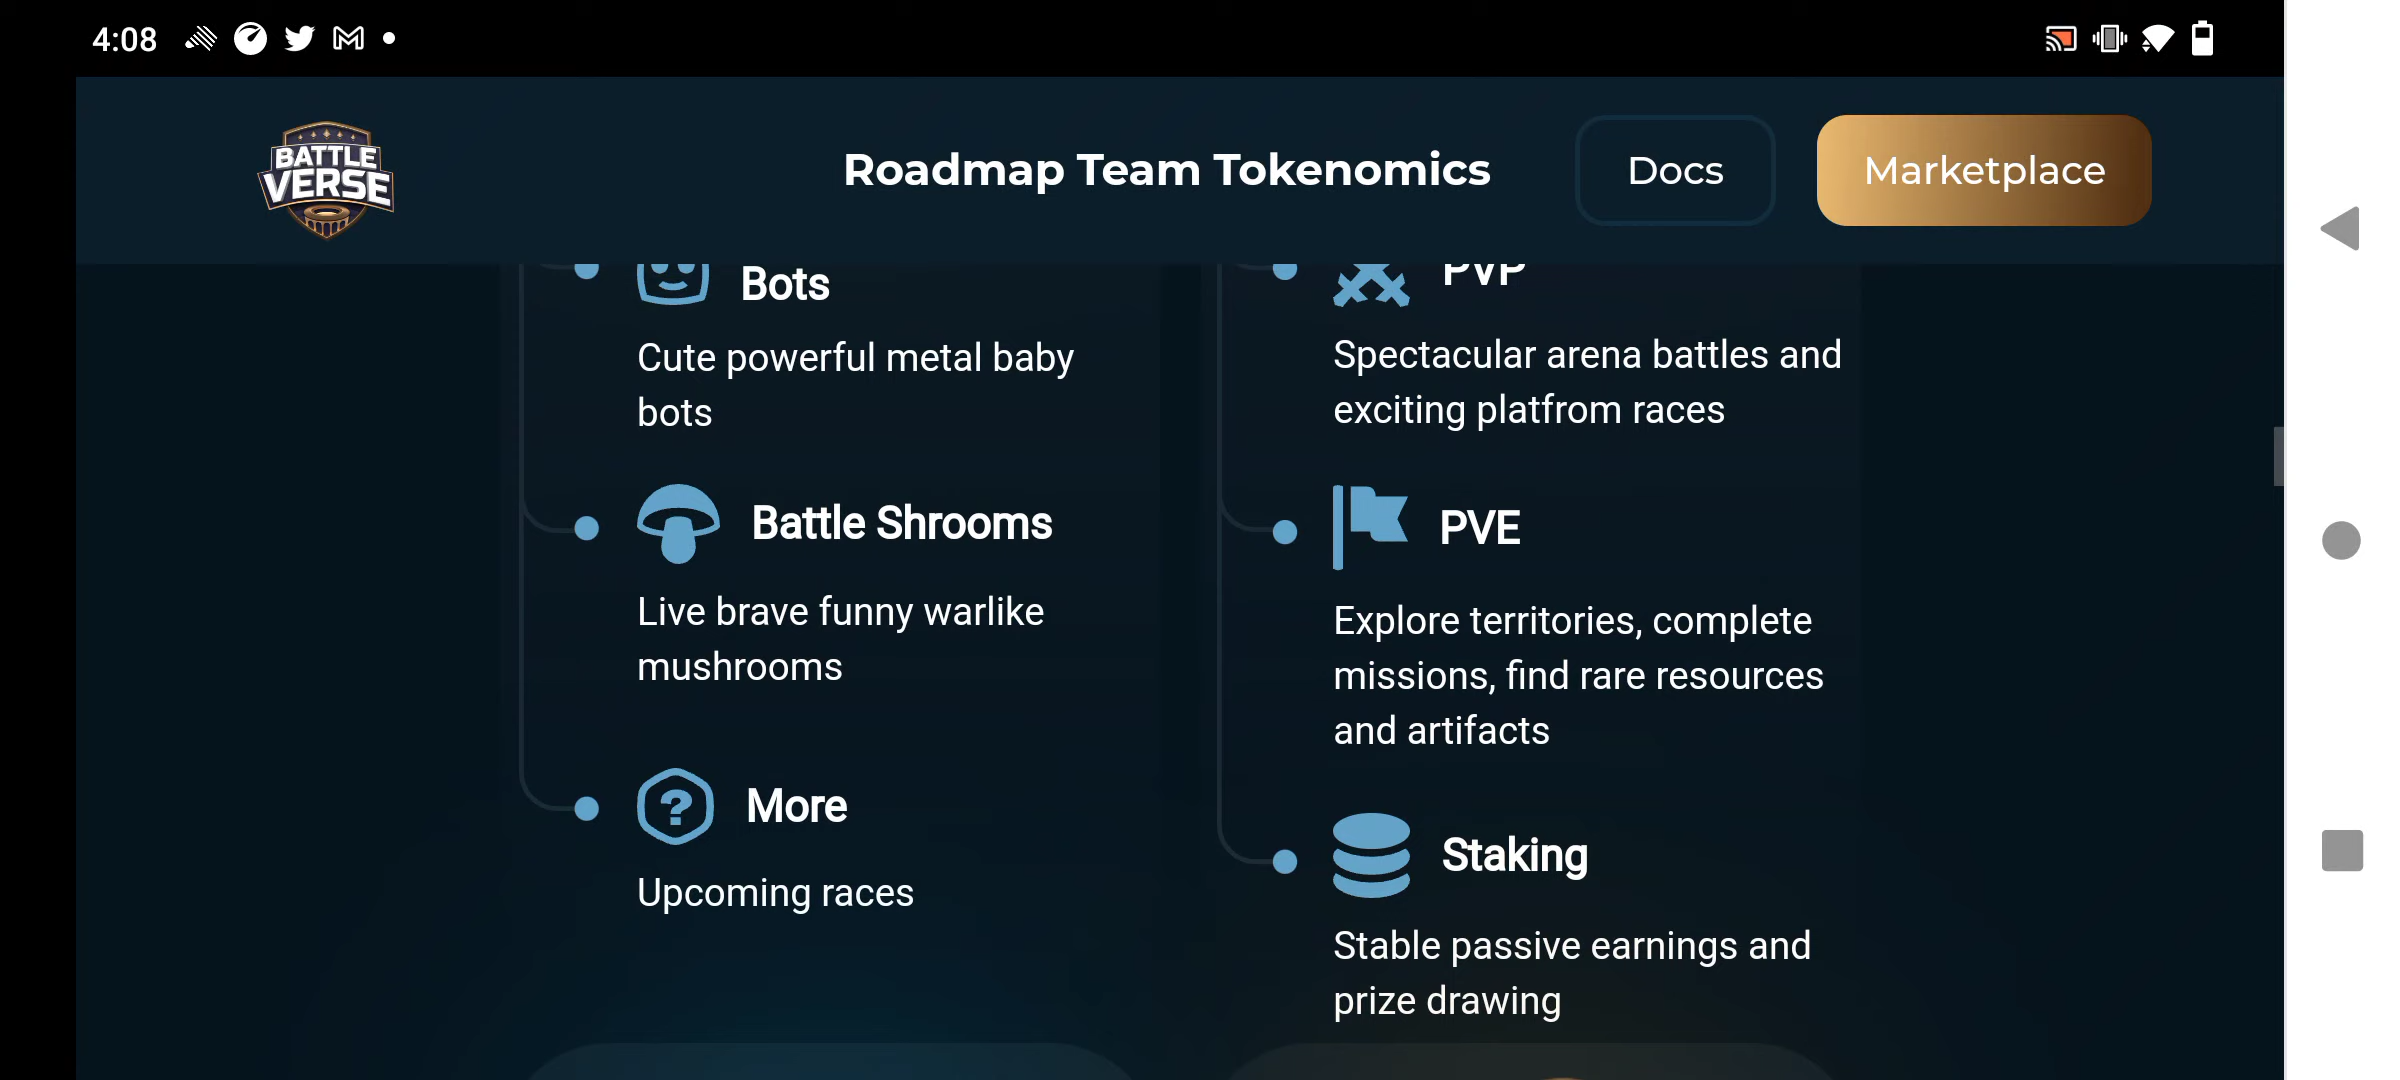 4:08
BATTLE
VERSE
Roadmap Team Tokenomics
Docs
Marketplace
Bots
Cute powerful metal baby
bots
Battle Shrooms
Live brave funny warlike
mushrooms
? More
Upcoming races
PVP
Spectacular arena battles and
exciting platfrom races
PVE
Explore territories, complete
missions, find rare resources
and artifacts
Staking
Stable passive earnings and
prize drawing